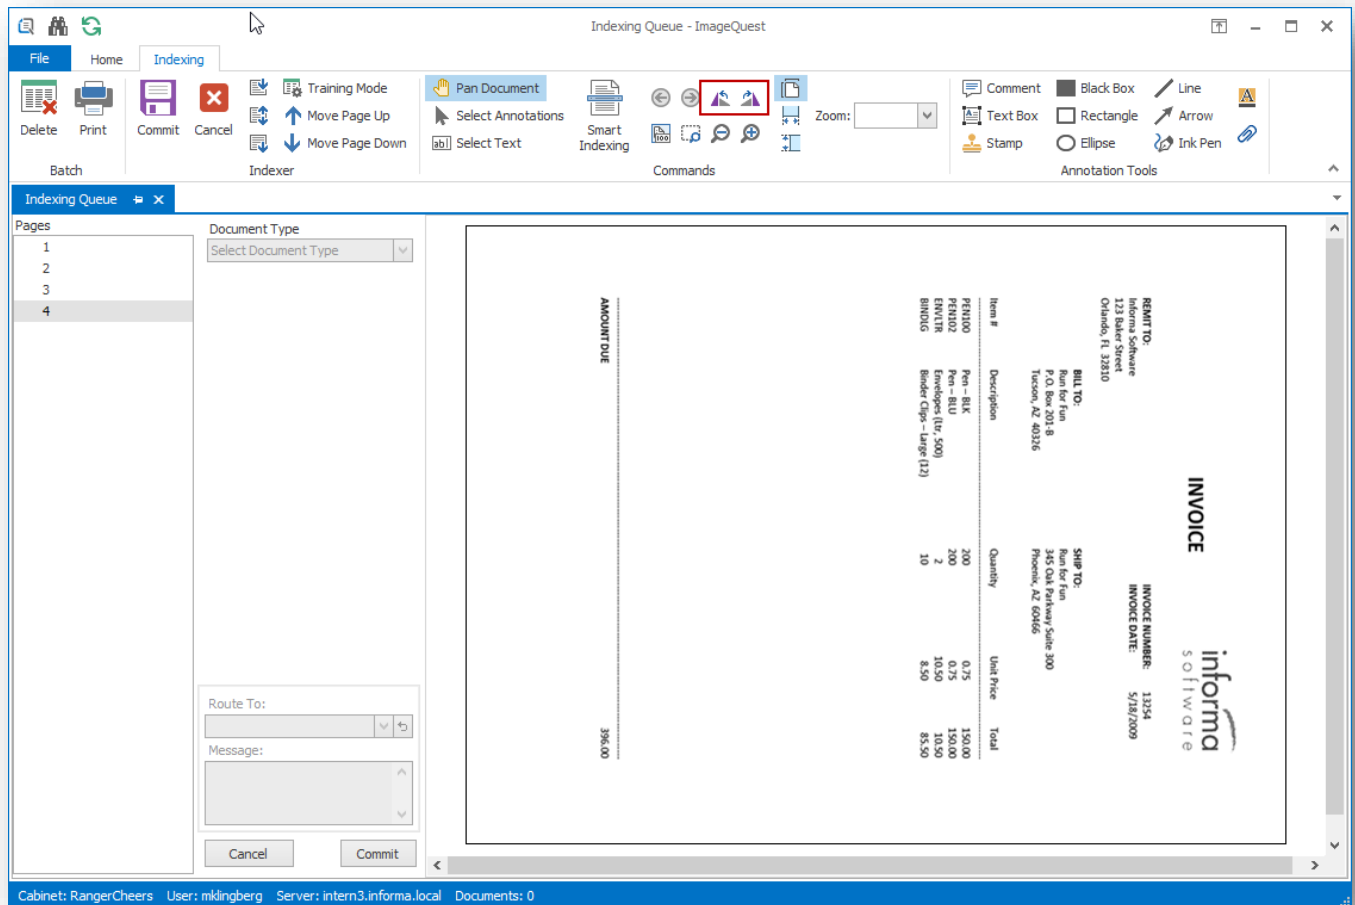 Indexing Queue - ImageQuest
File Home Indexing
Delete Print Commit Cancel
Training Mode
Move Page Up
Move Page Down
Pan Document
Select Annotations
Select Text
Smart Indexing
100
Zoom:
Comment Black Box Line
Text Box Rectangle Arrow
Stamp Ellipse Ink Pen
Batch Indexer Commands Annotation Tools
Indexing Queue
Pages
1
2
3
4
Document Type
Select Document Type
Route To:
Message:
Cancel Commit
informa
software
INVOICE
REMIT TO:
Informa Software
123 Baker Street
Orlando, FL 32810
INVOICE NUMBER: 13254
INVOICE DATE: 5/18/2009
BILL TO:
Run for Fun
P.O. Box 201-B
Tucson, AZ 40326
SHIP TO:
Run for Fun
345 Oak Parkway Suite 300
Phoenix, AZ 60466
Item # Description Quantity Unit Price Total
PEN100 Pen – BLK 200 0.75 150.00
PEN102 Pen – BLU 200 0.75 150.00
ENVLTR Envelopes (Ltr, 500) 2 10.50 10.50
BINDLG Binder Clips – Large (12) 10 8.50 85.50
AMOUNT DUE 396.00
Cabinet: RangerCheers User: mklingberg Server: intern3.informa.local Documents: 0